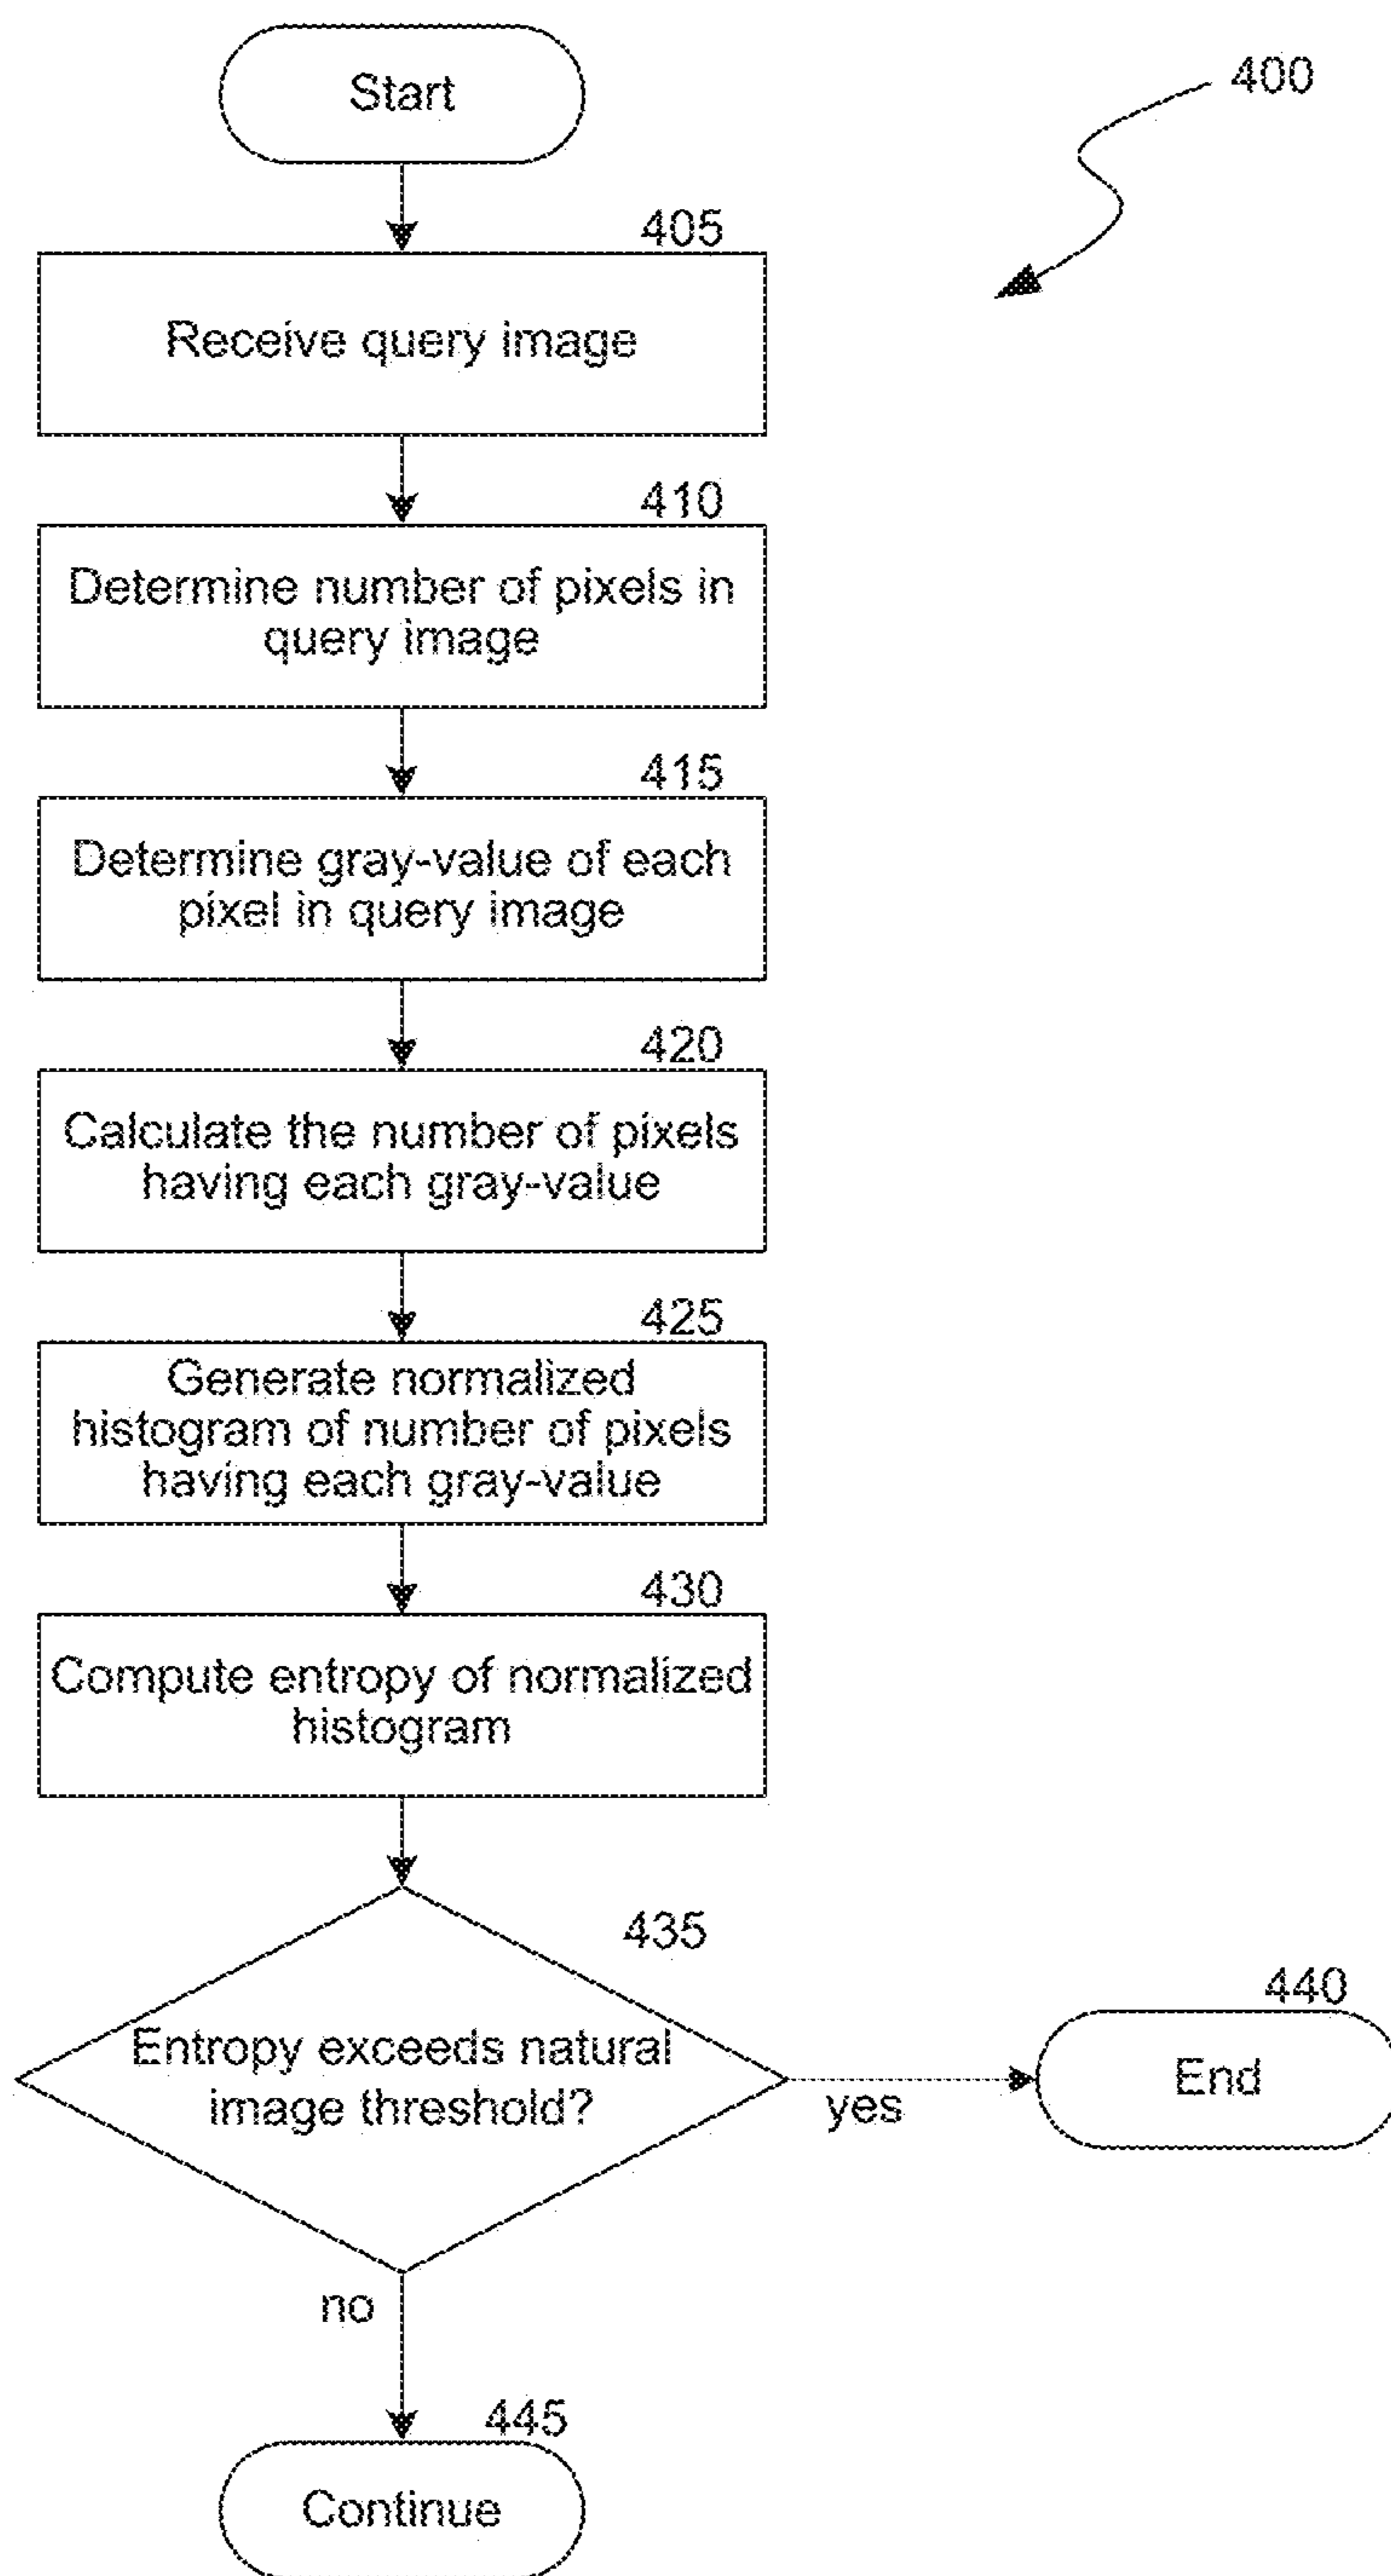 Start
400
405
Receive query image
410
Determine number of pixels in
query image
415
Determine gray-value of each
pixel in query image
420
Calculate the number of pixels
having each gray-value
425
Generate normalized
histogram of number of pixels
having each gray-value
430
Compute entropy of normalized
histogram
435
Entropy exceeds natural
image threshold?
yes
440
End
no
445
Continue